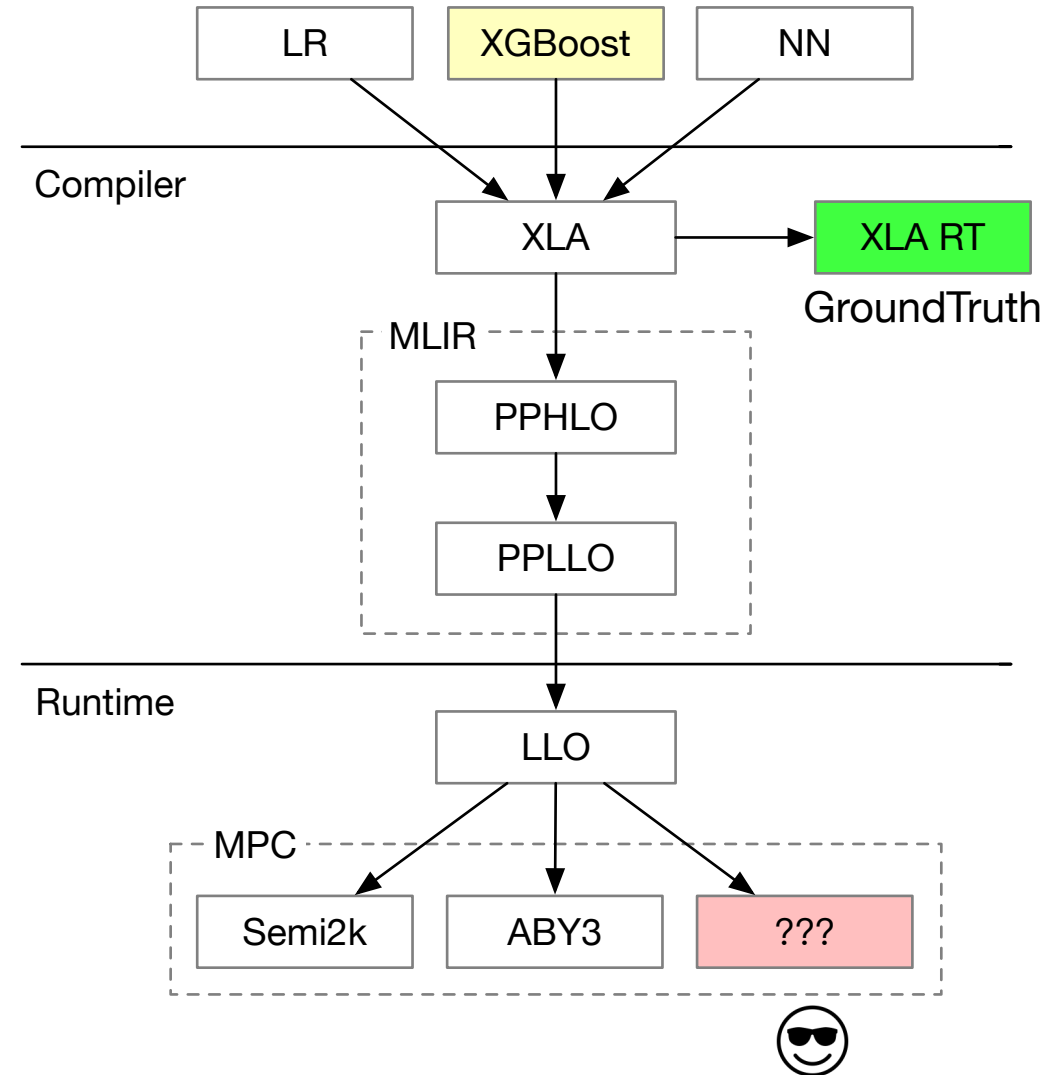 LR
XGBoost
NN
Compiler
XLA
XLA RT
GroundTruth
MLIR
PPHLO
PPLLO
Runtime
LLO
MPC
Semi2k
ABY3
???